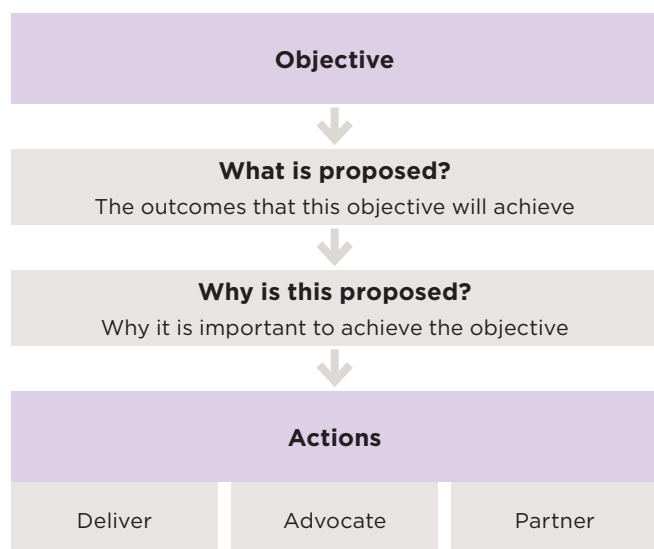 Objective
What is proposed?
The outcomes that this objective will achieve
Why is this proposed?
Why it is important to achieve the objective
Actions
Deliver
Advocate
Partner